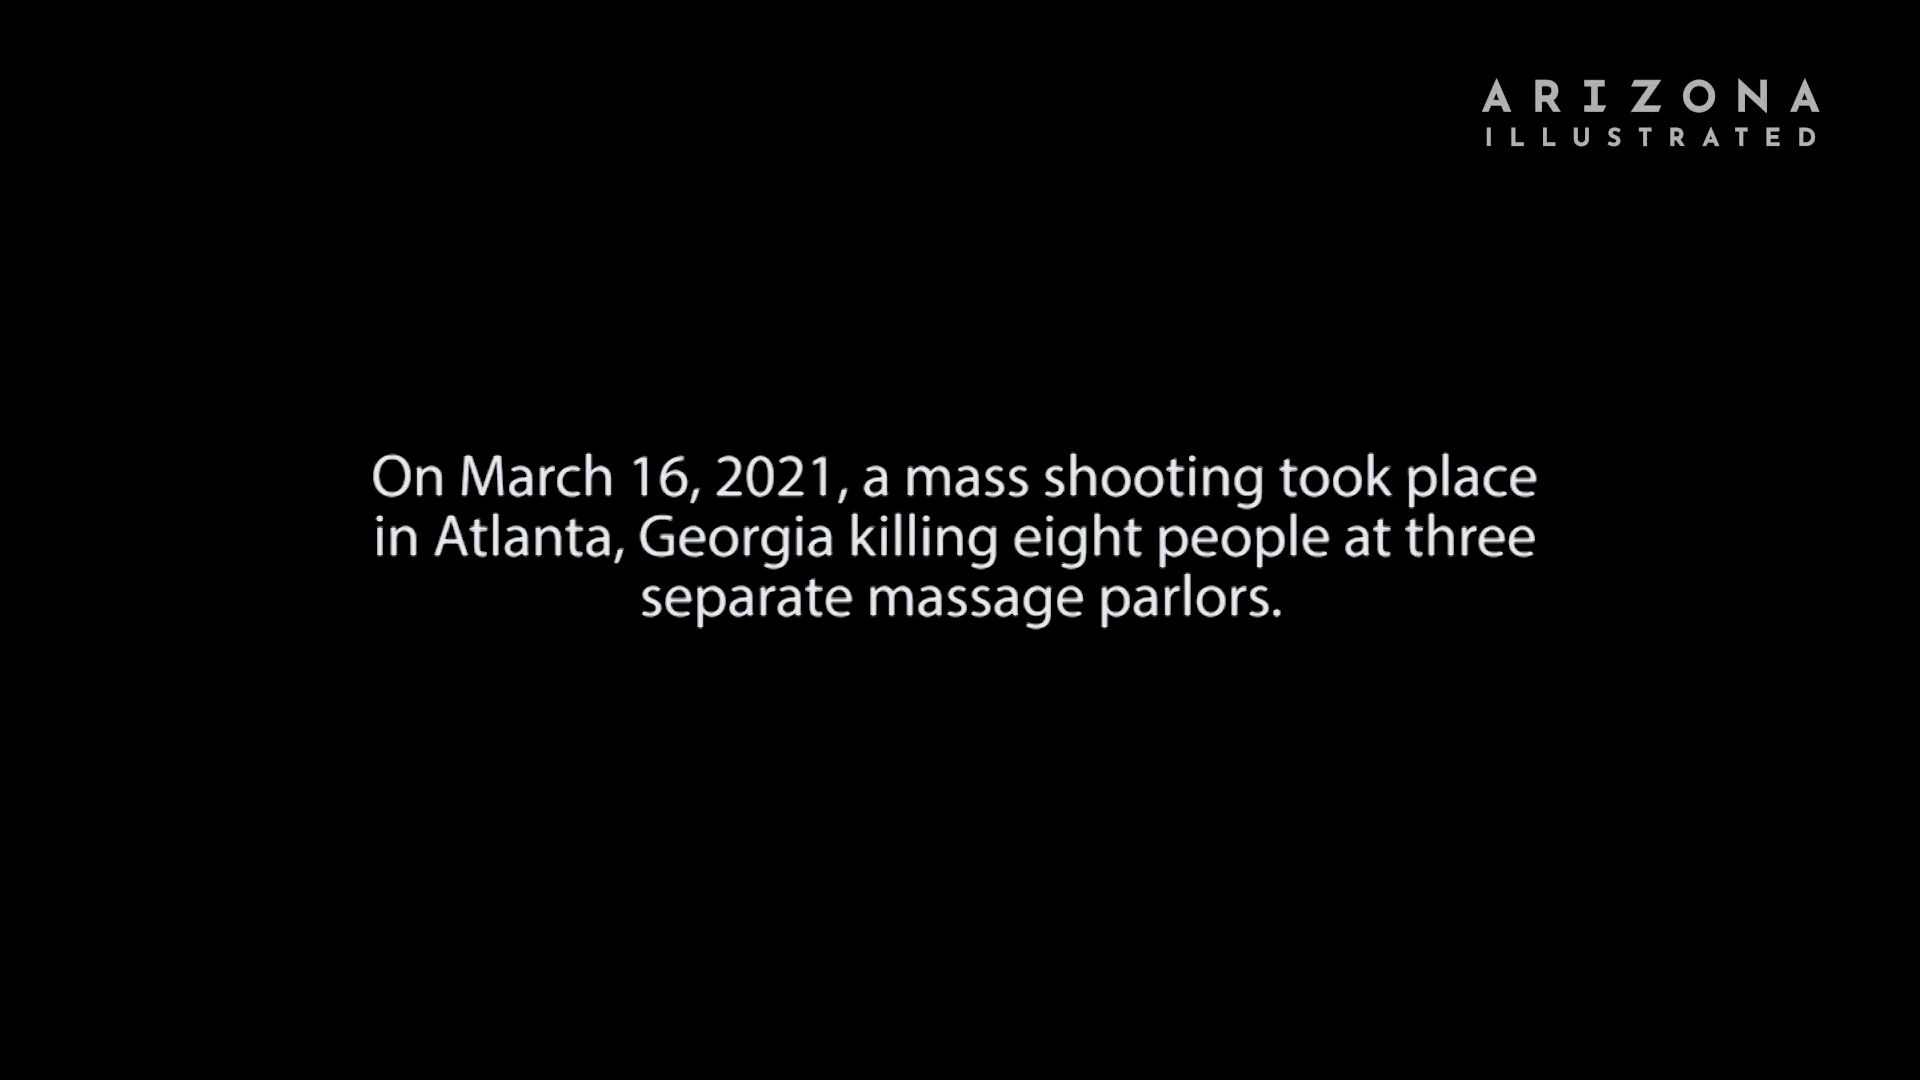 ARIZONA
ILLUSTRATED
On March 16, 2021, a mass shooting took place
in Atlanta, Georgia killing eight people at three
separate massage parlors.